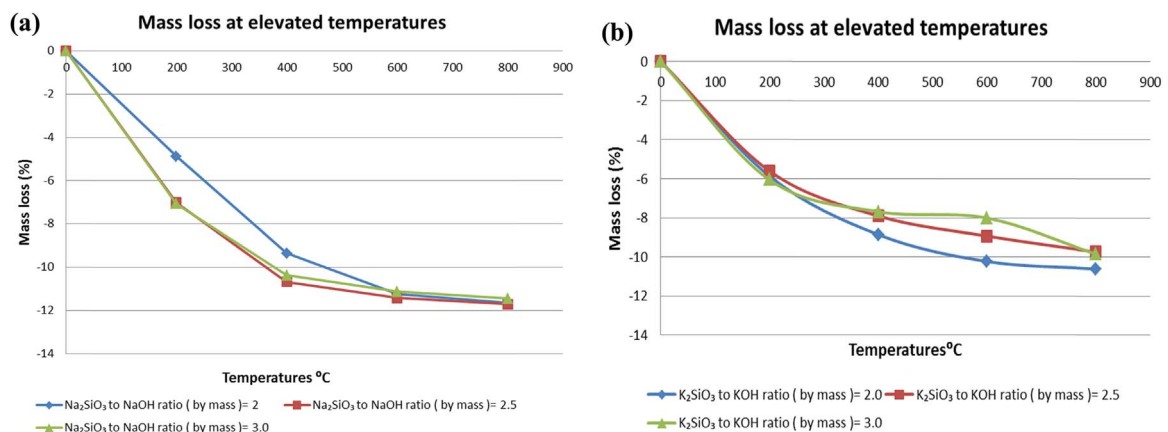 (a)
Mass loss at elevated temperatures
0
0 100 200 300 400 500 600 700 800 900
-2
-4
-6
-8
-10
-12
-14
Mass loss (%)
Temperatures ⁰C
Na₂SiO₃ to NaOH ratio ( by mass )= 2
Na₂SiO₃ to NaOH ratio ( by mass )= 2.5
Na₂SiO₃ to NaOH ratio ( by mass )= 3.0
(b)
Mass loss at elevated temperatures
0
0 100 200 300 400 500 600 700 800 900
-2
-4
-6
-8
-10
-12
-14
Mass loss (%)
Temperatures⁰C
K₂SiO₃ to KOH ratio ( by mass )= 2.0
K₂SiO₃ to KOH ratio ( by mass )= 2.5
K₂SiO₃ to KOH ratio ( by mass )= 3.0